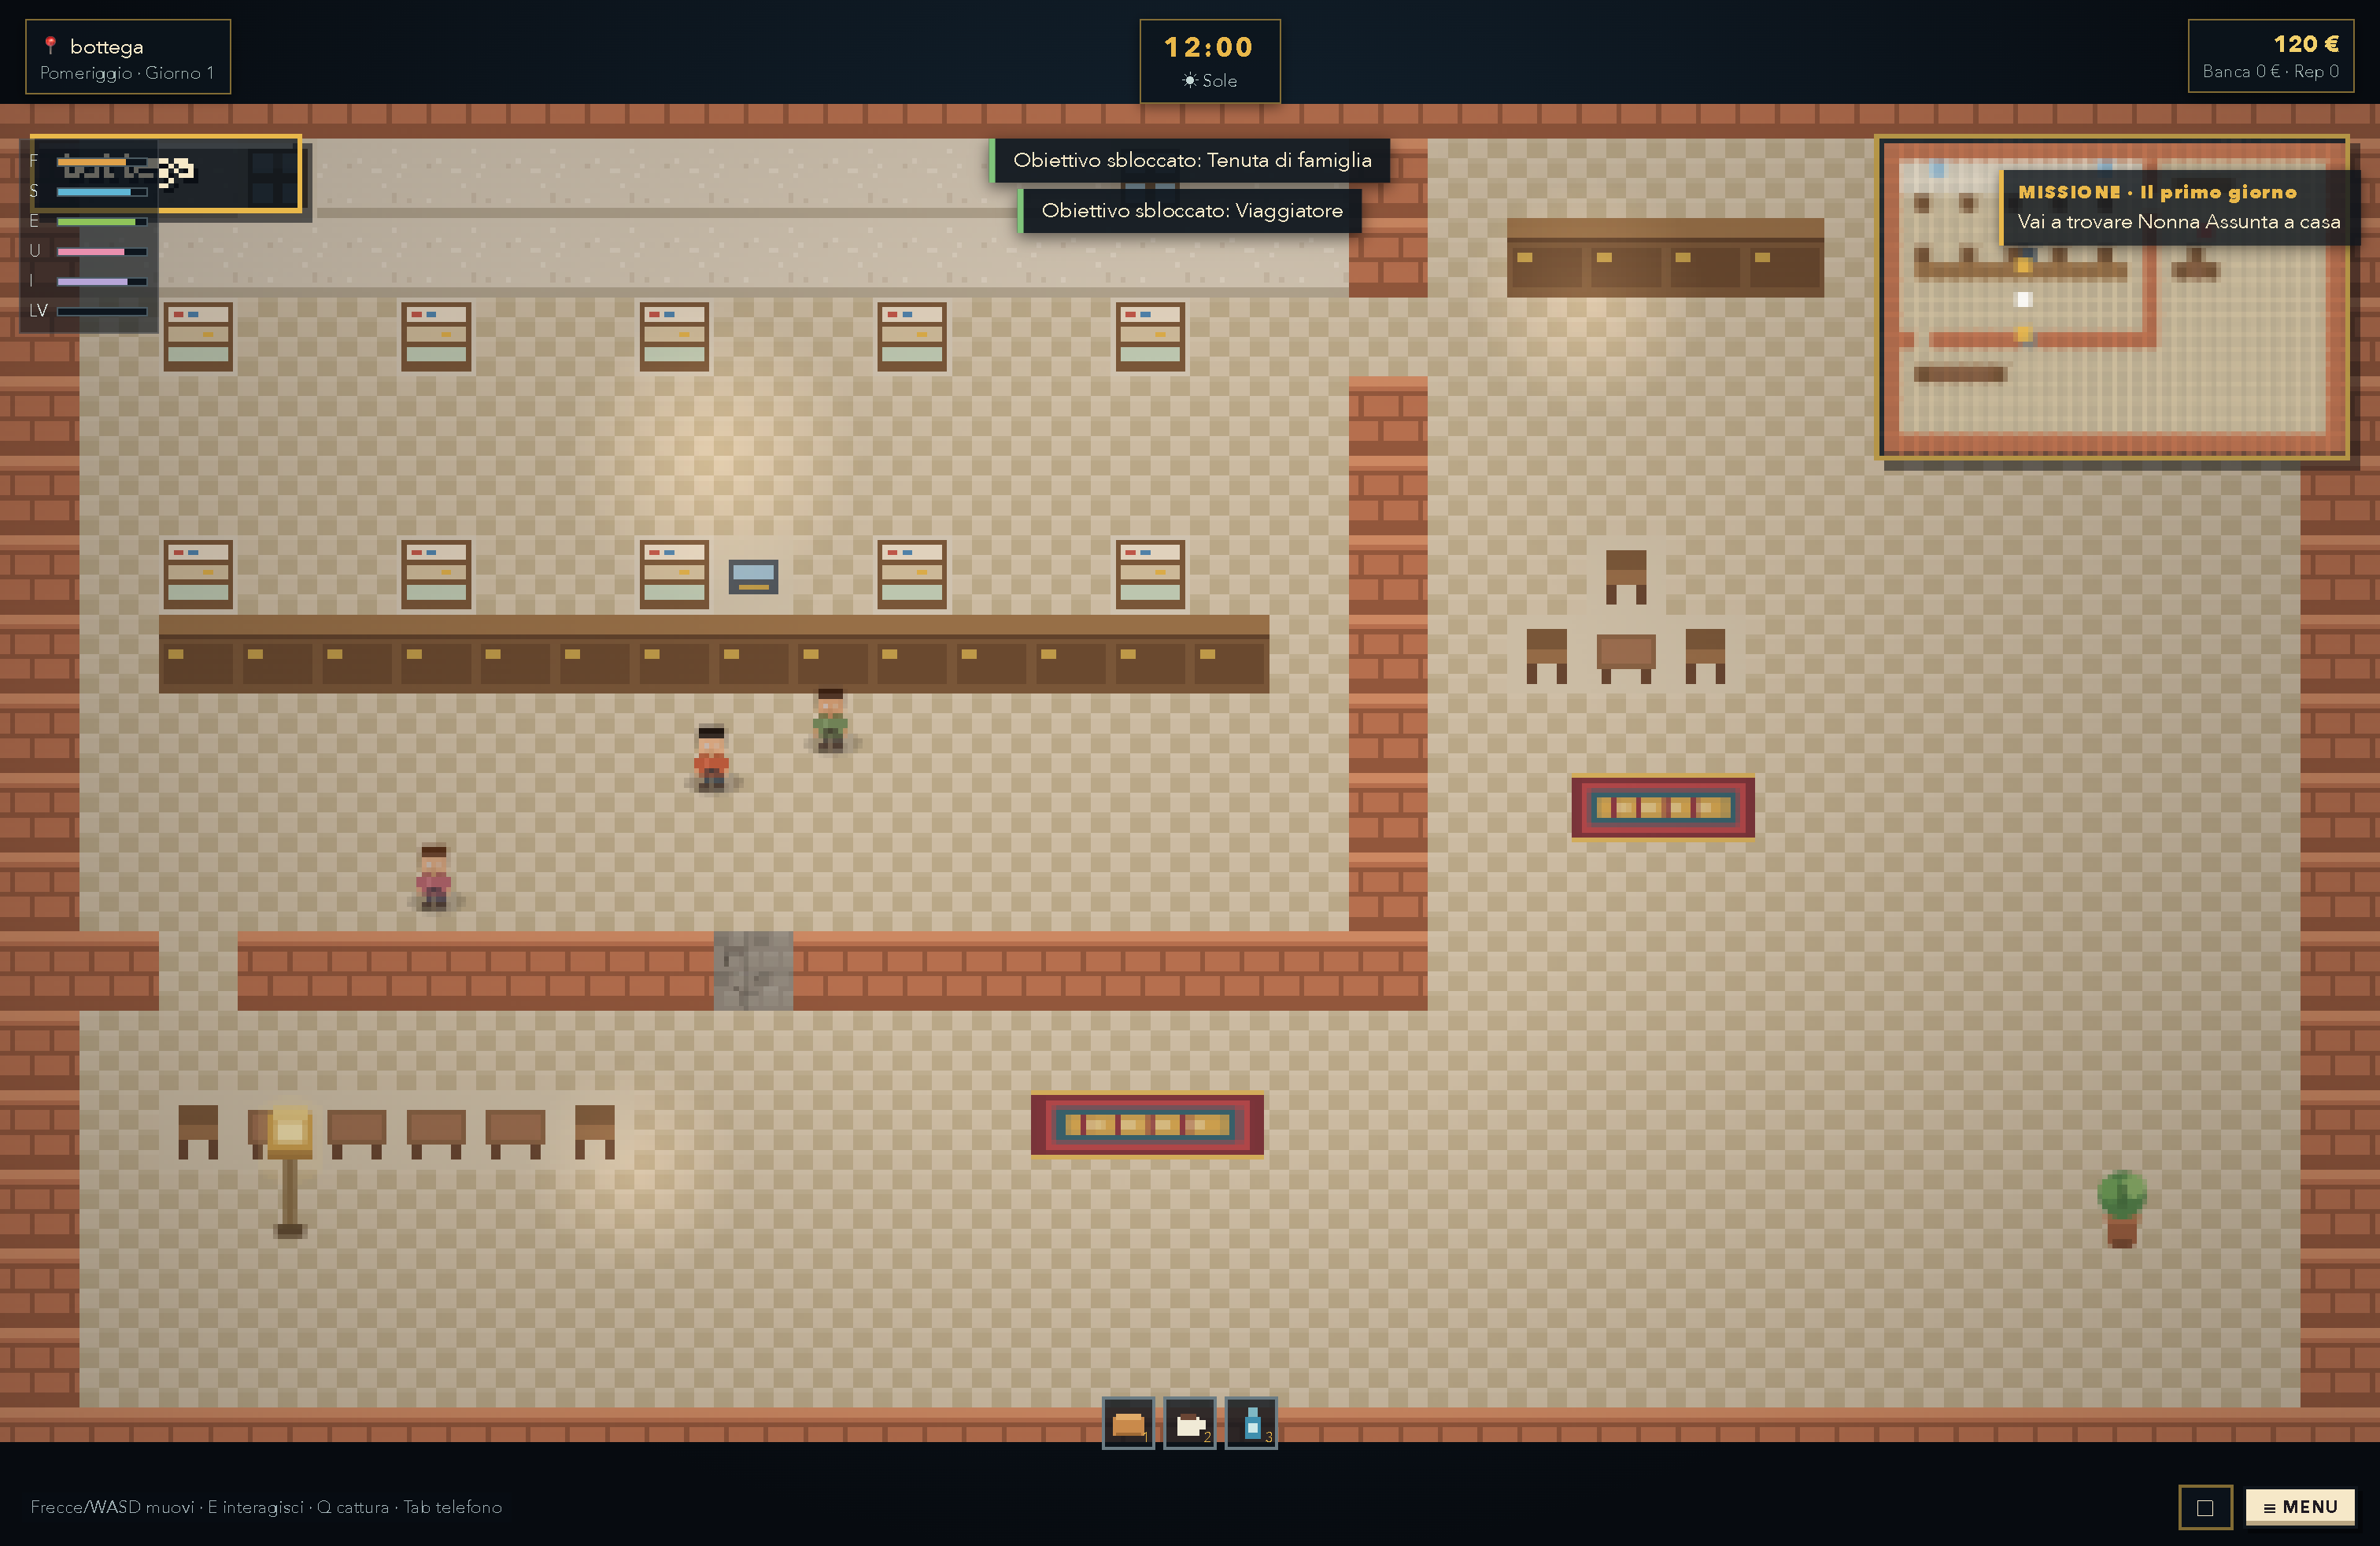 bottega
Pomeriggio · Giorno 1
12:00
Sole
120 €
Banca 0 € · Rep 0
F
S
E
U
I
LV
Obiettivo sbloccato: Tenuta di famiglia
Obiettivo sbloccato: Viaggiatore
MISSIONE · Il primo giorno
Vai a trovare Nonna Assunta a casa
1
2
3
Frecce/WASD muovi · E interagisci · Q cattura · Tab telefono
≡ MENU